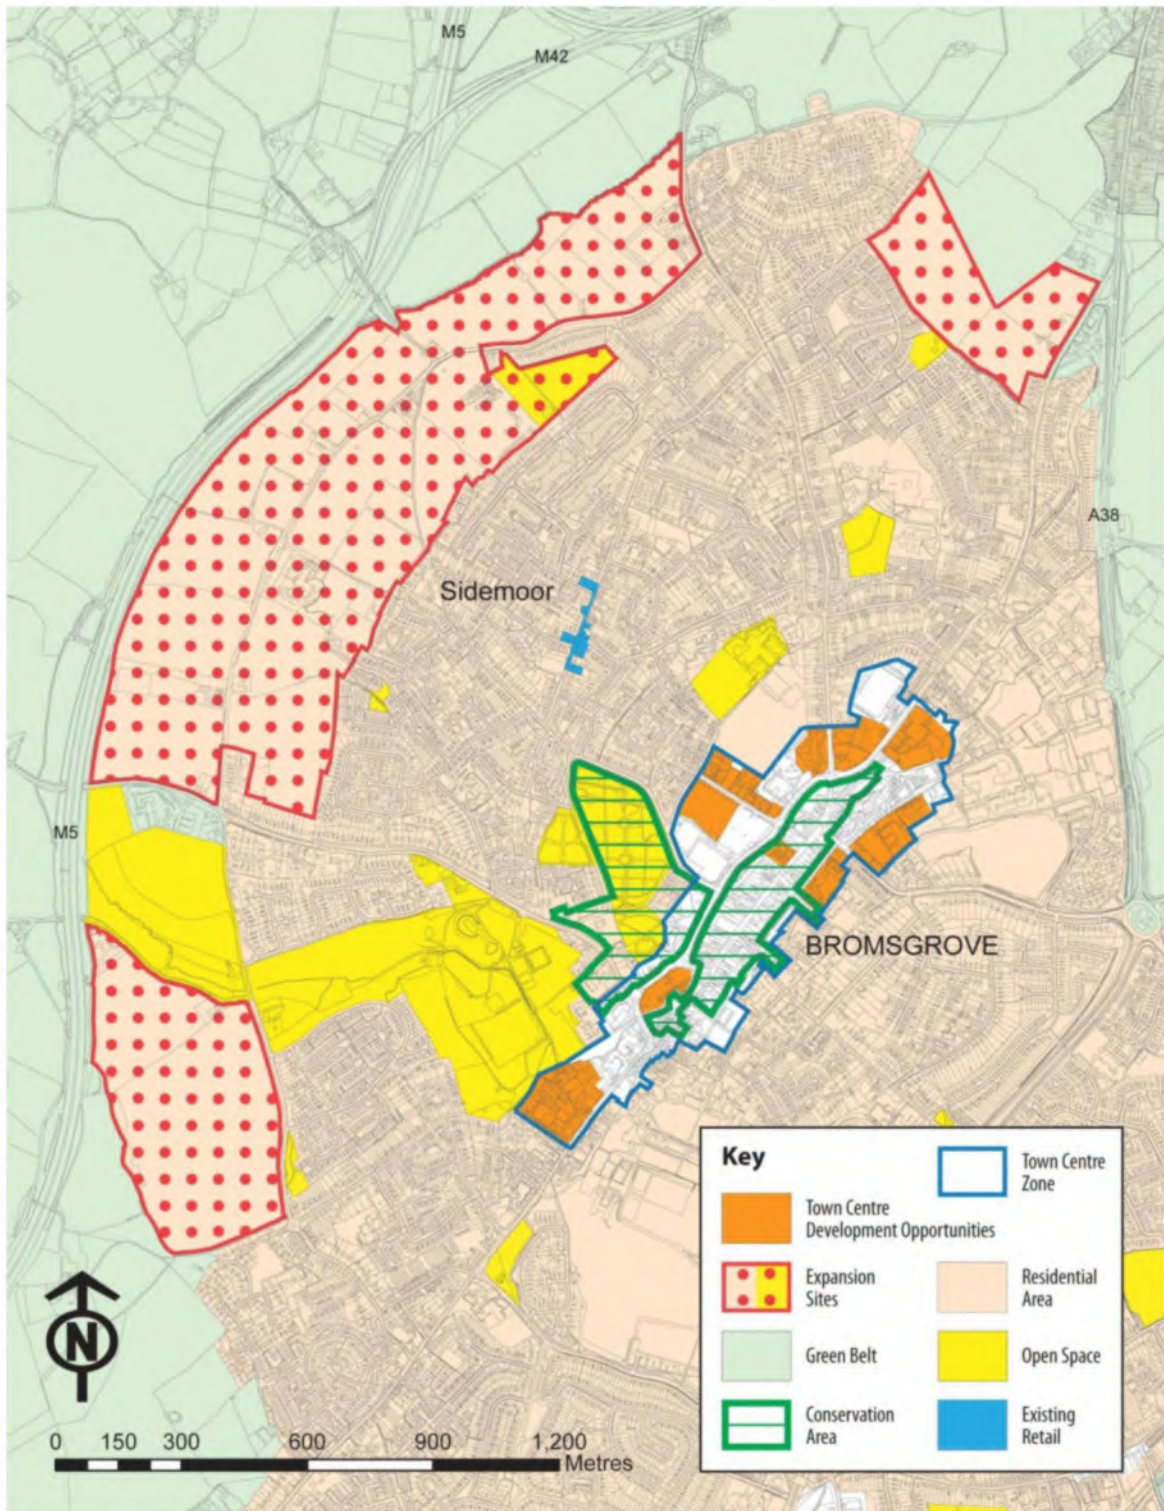 M5
M42
A38
Sidemoor
M5
BROMSGROVE
Key
Town Centre
Zone
Town Centre
Development Opportunities
Expansion
Sites
Residential
Area
Green Belt
Open Space
Conservation
Area
Existing
Retail
N
0 150 300 600 900 1,200
Metres